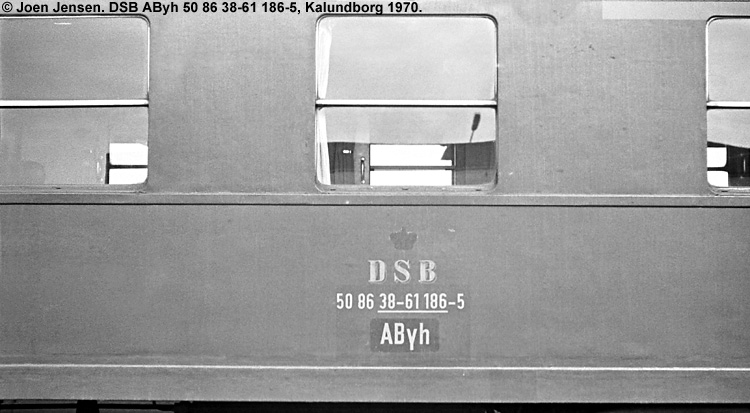 © Joen Jensen. DSB AByh 50 86 38-61 186-5, Kalundborg 1970.
DSB
50 86 38-61 186-5
AByh